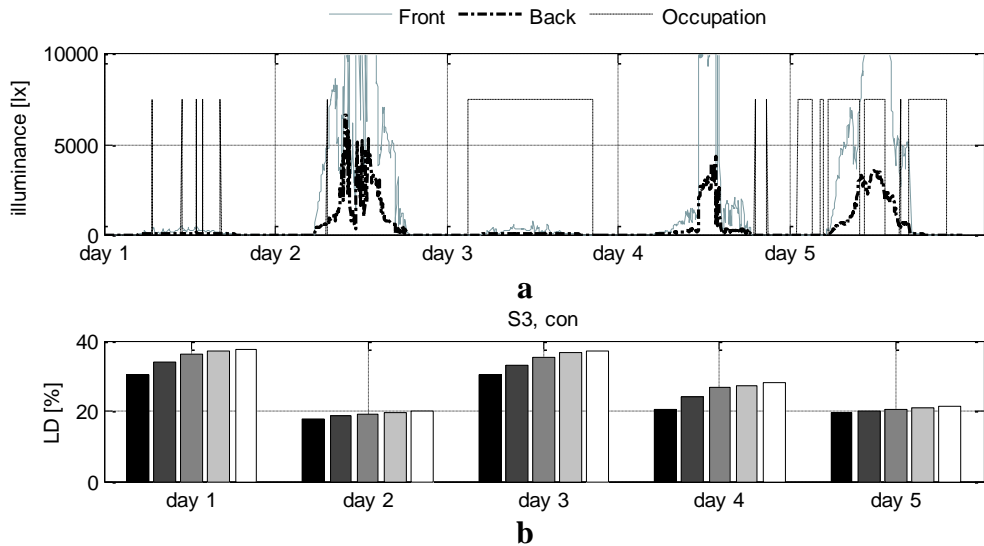 Front Back Occupation
10000
5000
0
illuminance [lx]
day 1 day 2 day 3 day 4 day 5
a
S3, con
40
20
0
LD [%]
day 1 day 2 day 3 day 4 day 5
b